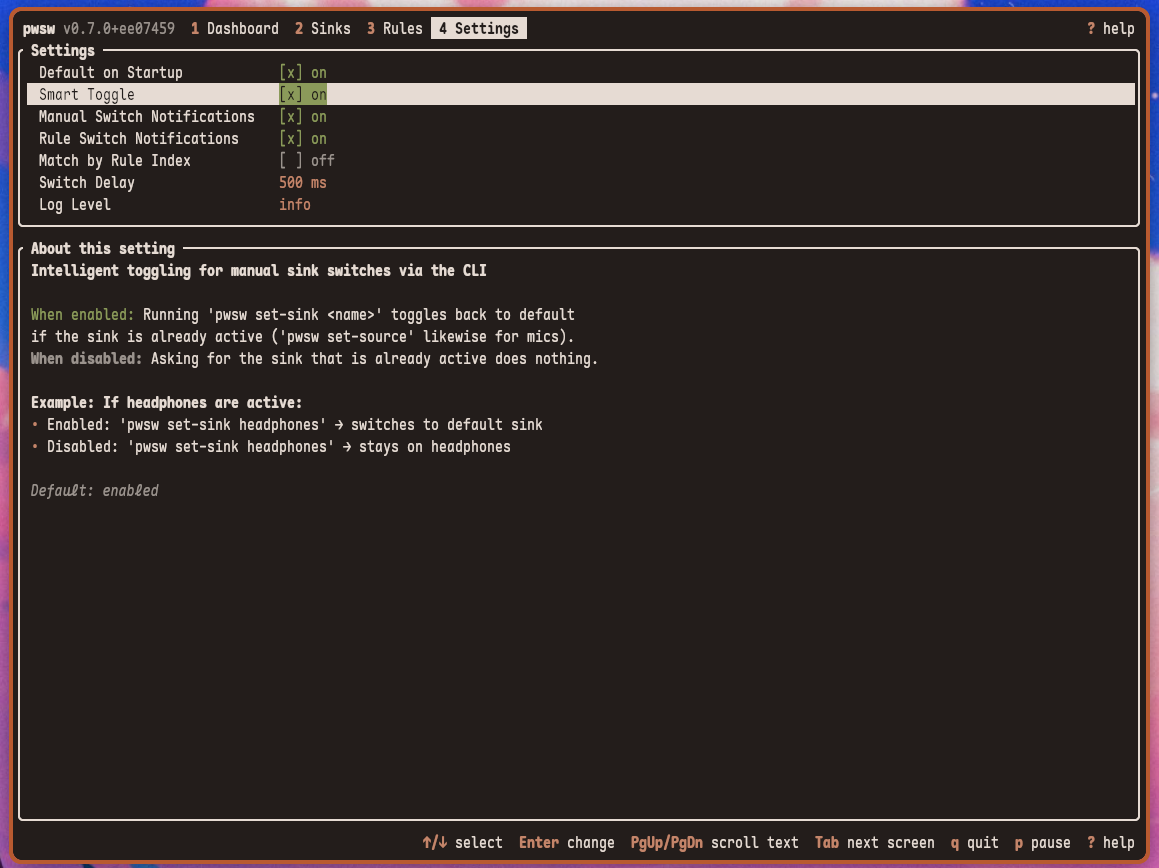 pwsw v0.7.0+ee07459 1 Dashboard 2 Sinks 3 Rules 4 Settings ? help
Settings
Default on Startup [x] on
Smart Toggle [x] on
Manual Switch Notifications [x] on
Rule Switch Notifications [x] on
Match by Rule Index [ ] off
Switch Delay 500 ms
Log Level info
About this setting
Intelligent toggling for manual sink switches via the CLI
When enabled: Running 'pwsw set-sink <name>' toggles back to default
if the sink is already active ('pwsw set-source' likewise for mics).
When disabled: Asking for the sink that is already active does nothing.
Example: If headphones are active:
• Enabled: 'pwsw set-sink headphones' → switches to default sink
• Disabled: 'pwsw set-sink headphones' → stays on headphones
Default: enabled
↑/↓ select Enter change PgUp/PgDn scroll text Tab next screen q quit p pause ? help